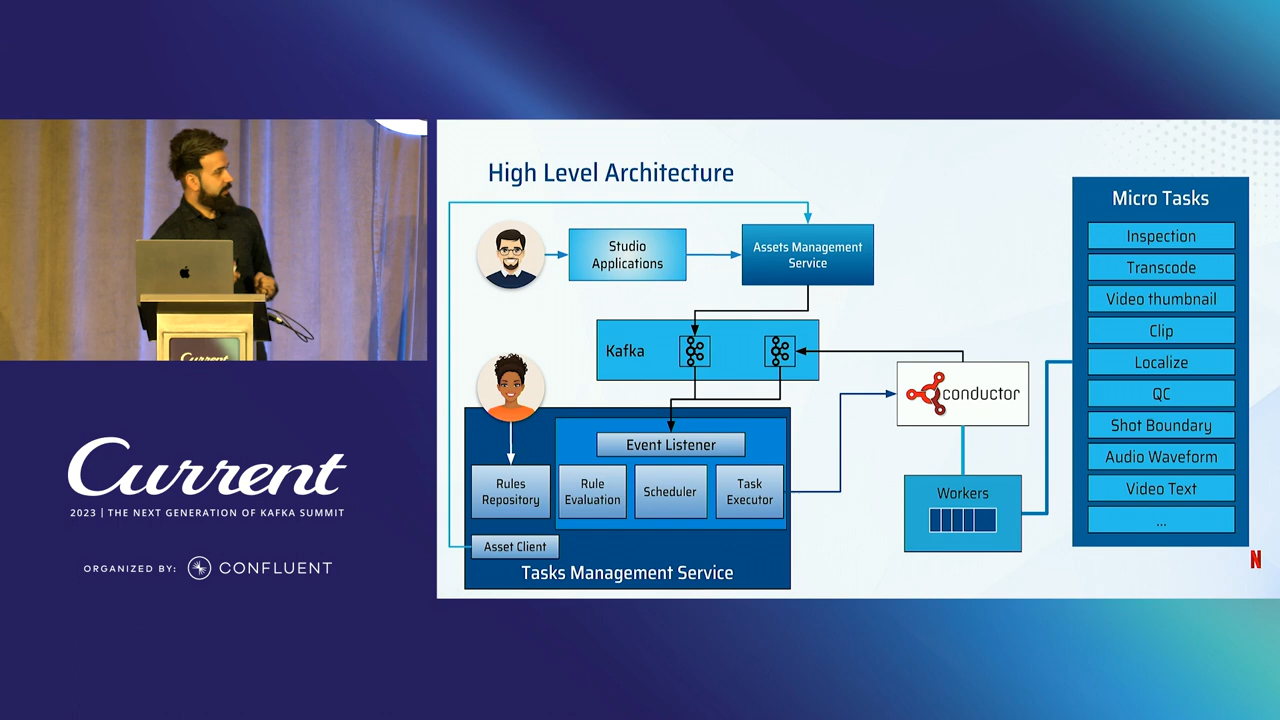 High Level Architecture
Studio
Applications
Assets Management
Service
Kafka
conductor
Event Listener
Rules
Repository
Rule
Evaluation
Scheduler
Task
Executor
Asset Client
Tasks Management Service
Workers
Micro Tasks
Inspection
Transcode
Video thumbnail
Clip
Localize
QC
Shot Boundary
Audio Waveform
Video Text
...
N
Current
Current
2023 | THE NEXT GENERATION OF KAFKA SUMMIT
ORGANIZED BY: CONFLUENT